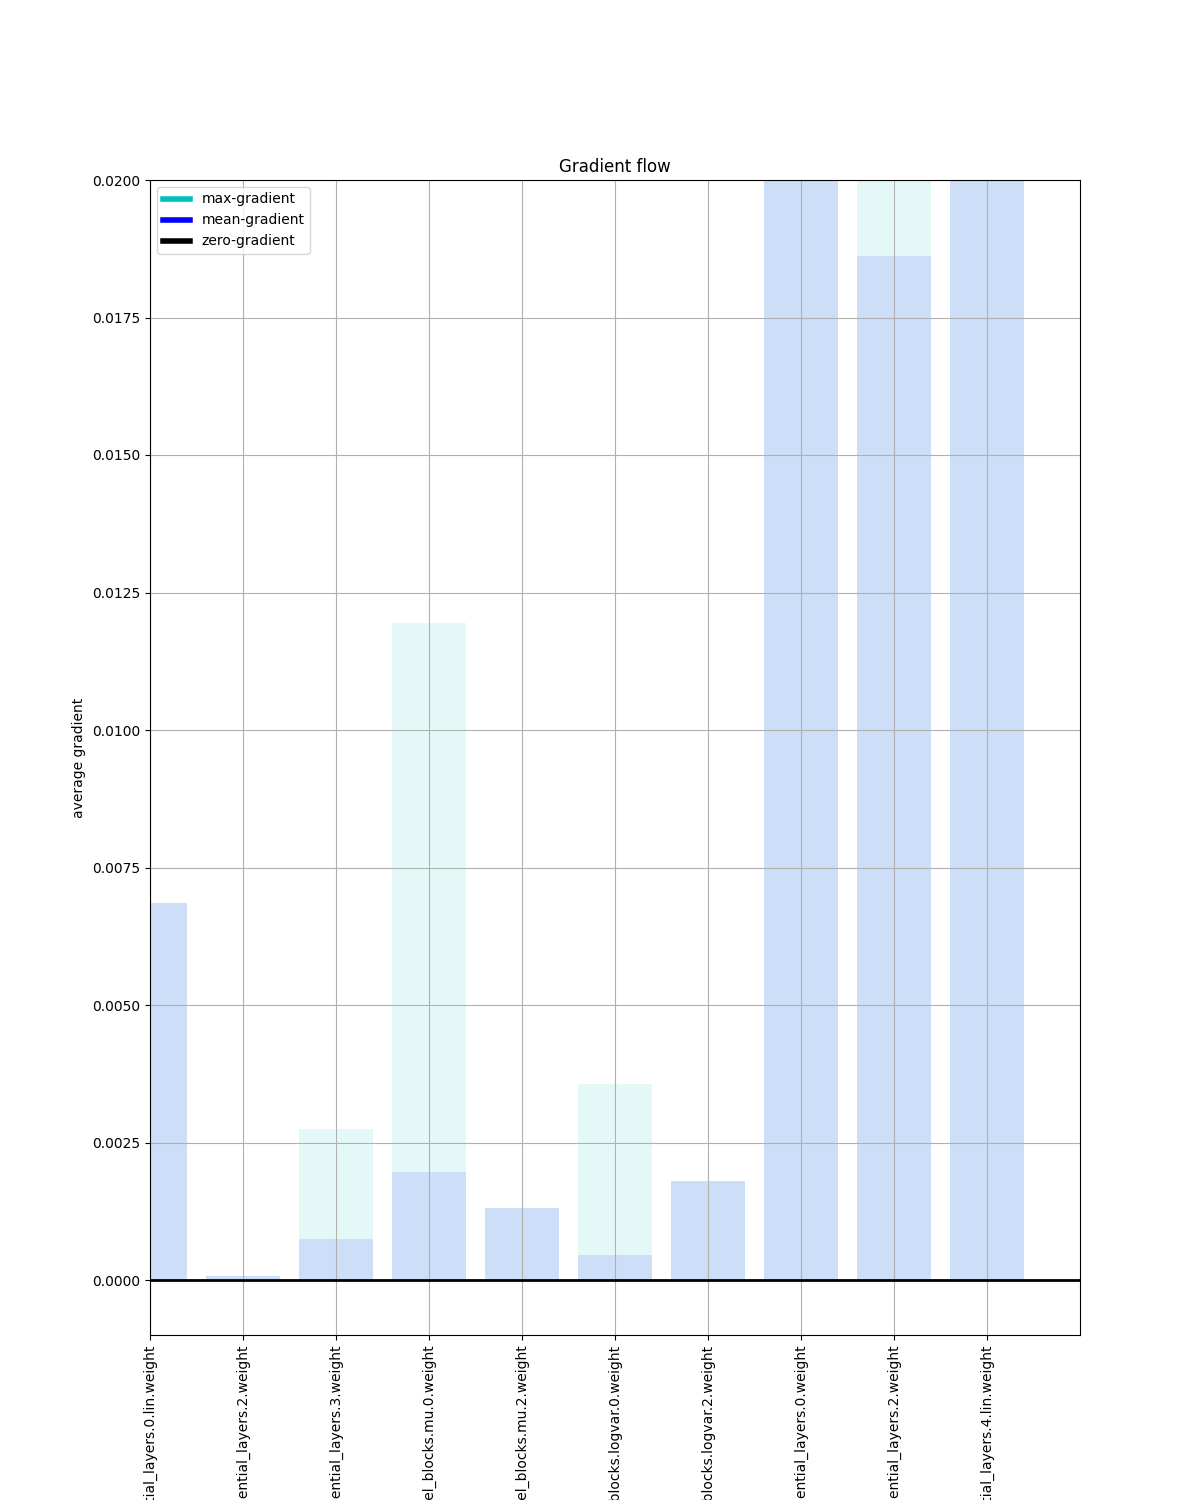 Gradient flow
max-gradient
mean-gradient
zero-gradient
0.0200
0.0175
0.0150
0.0125
0.0100
0.0075
0.0050
0.0025
0.0000
average gradient
tial_layers.0.lin.weight
ential_layers.2.weight
ential_layers.3.weight
el_blocks.mu.0.weight
el_blocks.mu.2.weight
blocks.logvar.0.weight
blocks.logvar.2.weight
ential_layers.0.weight
ential_layers.2.weight
tial_layers.4.lin.weight